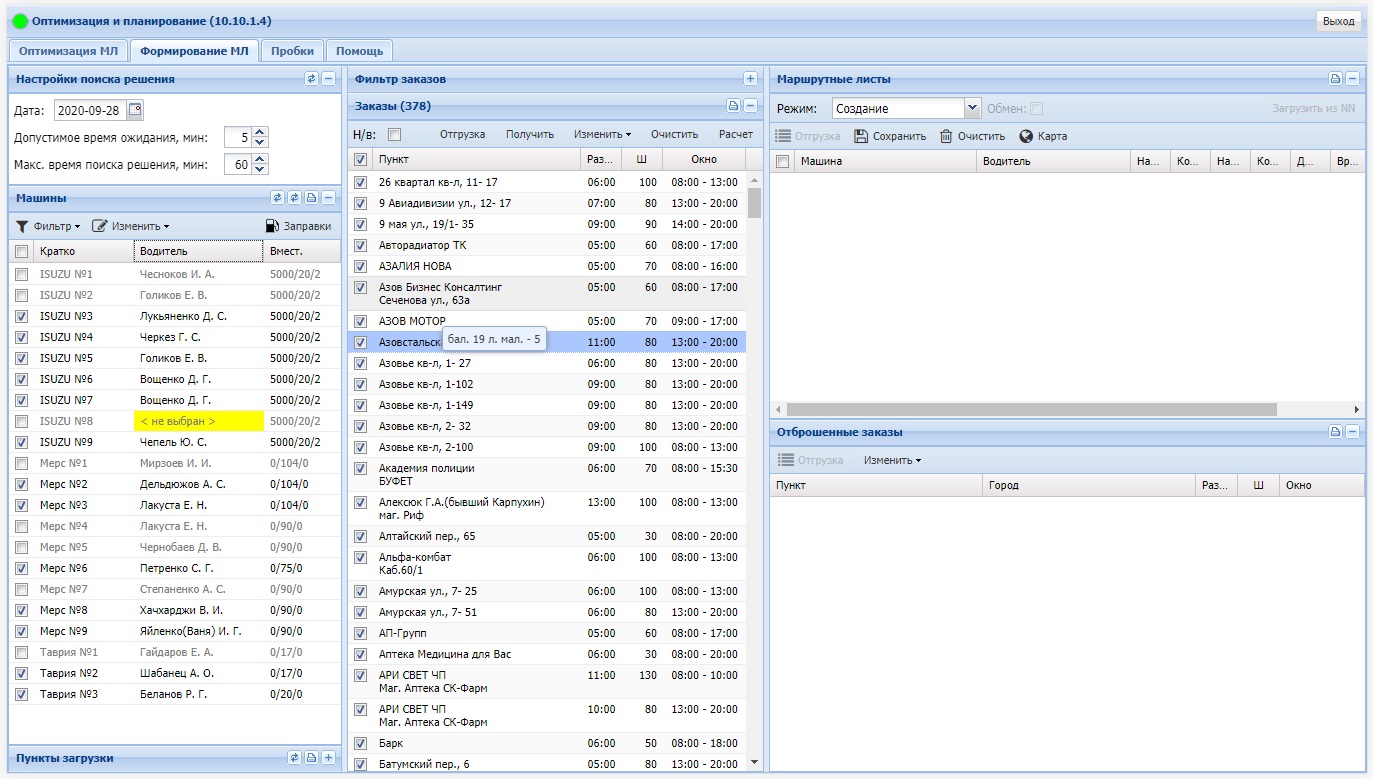 Оптимизация и планирование (10.10.1.4)
Выход
Оптимизация МЛ Формирование МЛ Пробки Помощь
Настройки поиска решения
Дата: 2020-09-28
Допустимое время ожидания, мин: 5
Макс. время поиска решения, мин: 60
Машины
Фильтр Изменить Заправки
Кратко Водитель Вмест.
ISUZU №1 Чесноков И. А. 5000/20/2
ISUZU №2 Голиков Е. В. 5000/20/2
ISUZU №3 Лукьяненко Д. С. 5000/20/2
ISUZU №4 Черкез Г. С. 5000/20/2
ISUZU №5 Голиков Е. В. 5000/20/2
ISUZU №6 Вощенко Д. Г. 5000/20/2
ISUZU №7 Вощенко Д. Г. 5000/20/2
ISUZU №8 < не выбран > 5000/20/2
ISUZU №9 Чепель Ю. С. 5000/20/2
Мерс №1 Мирзоев И. И. 0/104/0
Мерс №2 Дельдюжов А. С. 0/104/0
Мерс №3 Лакуста Е. Н. 0/104/0
Мерс №4 Лакуста Е. Н. 0/90/0
Мерс №5 Чернобаев Д. В. 0/90/0
Мерс №6 Петренко С. Г. 0/75/0
Мерс №7 Степаненко А. С. 0/90/0
Мерс №8 Хачхарджи В. И. 0/90/0
Мерс №9 Яйленко(Ваня) И. Г. 0/90/0
Таврия №1 Гайдаров Е. А. 0/17/0
Таврия №2 Шабанец А. О. 0/17/0
Таврия №3 Беланов Р. Г. 0/20/0
Пункты загрузки
Фильтр заказов
Заказы (378)
Н/в: Отгрузка Получить Изменить Очистить Расчет
Пункт Раз... Ш Окно
26 квартал кв-л, 11- 17 06:00 100 08:00 - 13:00
9 Авиадивизии ул., 12- 17 07:00 80 13:00 - 20:00
9 мая ул., 19/1- 35 09:00 90 14:00 - 20:00
Авторадиатор ТК 05:00 60 08:00 - 17:00
АЗАЛИЯ НОВА 05:00 70 08:00 - 16:00
Азов Бизнес Консалтинг 05:00 60 08:00 - 17:00
Сеченова ул., 63а
АЗОВ МОТОР 05:00 70 09:00 - 17:00
Азовстальска 11:00 80 13:00 - 20:00
бал. 19 л. мал. - 5
Азовье кв-л, 1- 27 06:00 80 13:00 - 20:00
Азовье кв-л, 1-102 09:00 80 13:00 - 20:00
Азовье кв-л, 1-149 09:00 80 13:00 - 20:00
Азовье кв-л, 2- 32 09:00 80 13:00 - 20:00
Азовье кв-л, 2-100 09:00 100 08:00 - 13:00
Академия полиции 06:00 70 08:00 - 15:30
БУФЕТ
Алексюк Г.А.(бывший Карпухин) 13:00 100 08:00 - 13:00
маг. Риф
Алтайский пер., 65 05:00 30 08:00 - 20:00
Альфа-комбат 06:00 100 08:00 - 13:00
Каб.60/1
Амурская ул., 7- 25 06:00 100 08:00 - 13:00
Амурская ул., 7- 51 06:00 80 13:00 - 20:00
АП-Групп 05:00 60 08:00 - 17:00
Аптека Медицина для Вас 06:00 30 08:00 - 20:00
АРИ СВЕТ ЧП 11:00 130 08:00 - 10:00
Маг. Аптека СК-Фарм
АРИ СВЕТ ЧП 10:00 80 13:00 - 20:00
Маг. Аптека СК-Фарм
Барк 06:00 50 08:00 - 18:00
Батумский пер., 6 05:00 80 08:00 - 20:00
Маршрутные листы
Режим: Создание Обмен: Загрузить из NN
Отгрузка Сохранить Очистить Карта
Машина Водитель На... Ко... На... Ко... Д... Вр...
Отброшенные заказы
Отгрузка Изменить
Пункт Город Раз... Ш Окно